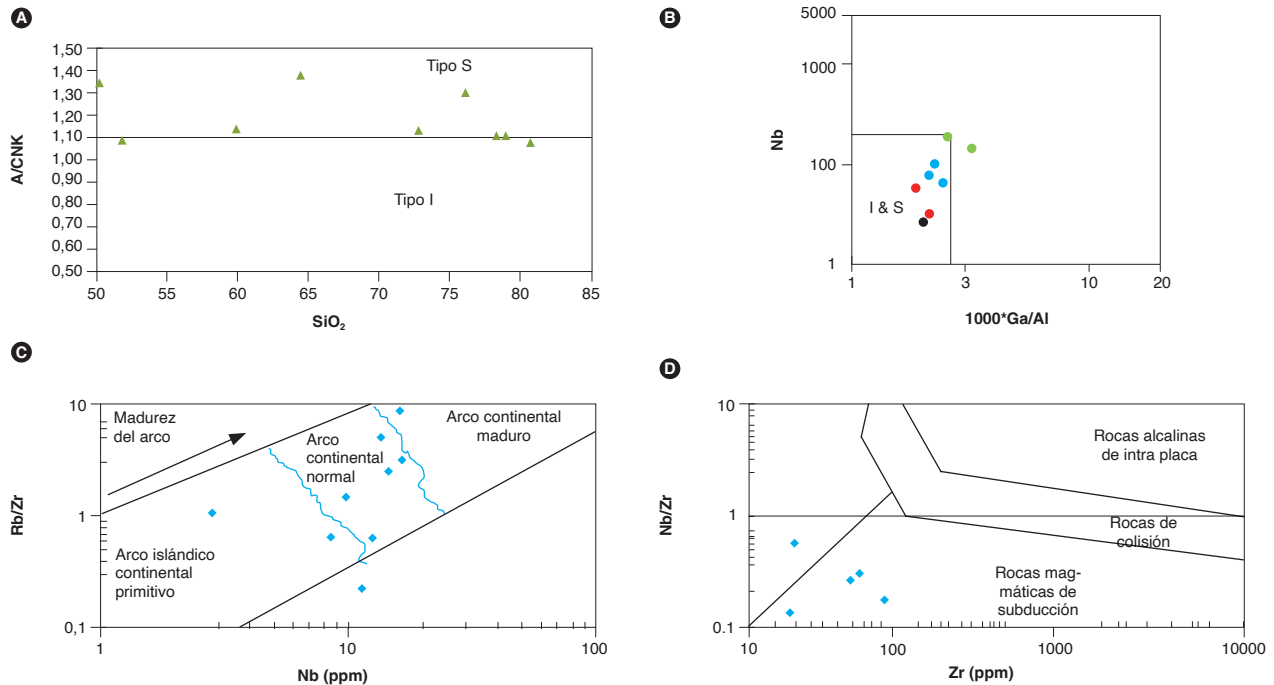 A
1,50
1,40
1,30
1,20
1,10
1,00
0,90
0,80
0,70
0,60
0,50
A/CNK
Tipo S
Tipo I
50
55
60
65
70
75
80
85
SiO2
B
5000
1000
100
1
Nb
I & S
1
3
10
20
1000*Ga/Al
C
10
1
0,1
Rb/Zr
Madurez
del arco
Arco
continental
normal
Arco continental
maduro
Arco islándico
continental
primitivo
1
10
100
Nb (ppm)
D
10
1
0.1
Nb/Zr
Rocas alcalinas
de intra placa
Rocas de
colisión
Rocas mag-
máticas de
subducción
10
100
1000
10000
Zr (ppm)